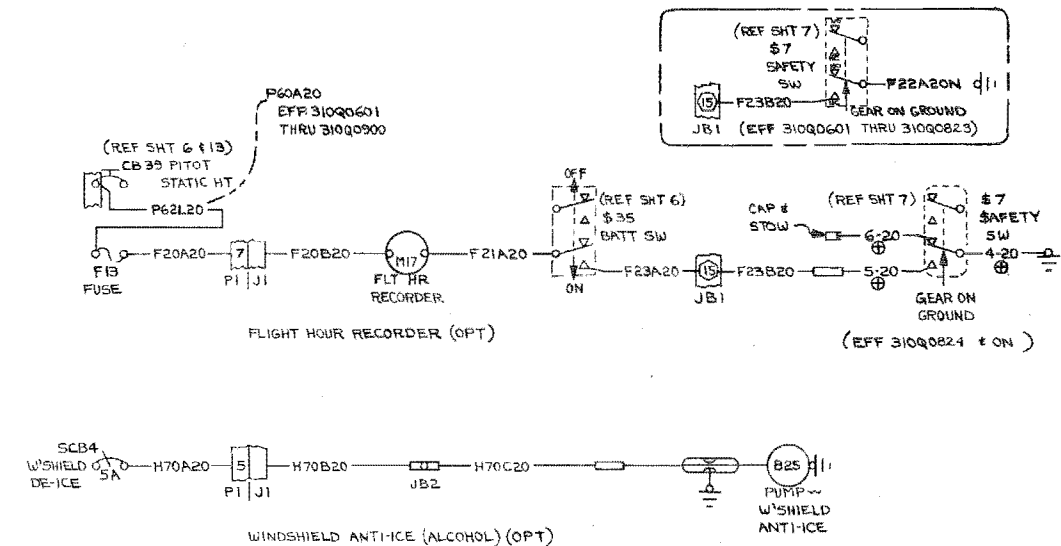 (REF SHT 7)
$7
SAFETY
SW
F22A20N
15
F23B20
GEAR ON GROUND
JB1 (EFF 310Q0601 THRU 310Q0823)
P60A20
EFF 310Q0601
THRU 310Q0900
(REF SHT 6 & 13)
CB39 PITOT
STATIC HT
P62L20
F13
FUSE
F20A20
7
P1 J1
F20B20
M17
FLT HR
RECORDER
F21A20
OFF
(REF SHT 6)
$35
BATT SW
ON
F23A20
15
JB1
F23B20
CAP &
STOW
6-20
5-20
(REF SHT 7)
$7
SAFETY
SW
4-20
GEAR ON
GROUND
(EFF 310Q0824 & ON )
FLIGHT HOUR RECORDER (OPT)
SCB4
W'SHIELD
DE-ICE
5A
H70A20
5
P1 J1
H70B20
JB2
H70C20
B25
PUMP~
W'SHIELD
ANTI-ICE
WINDSHIELD ANTI-ICE (ALCOHOL) (OPT)